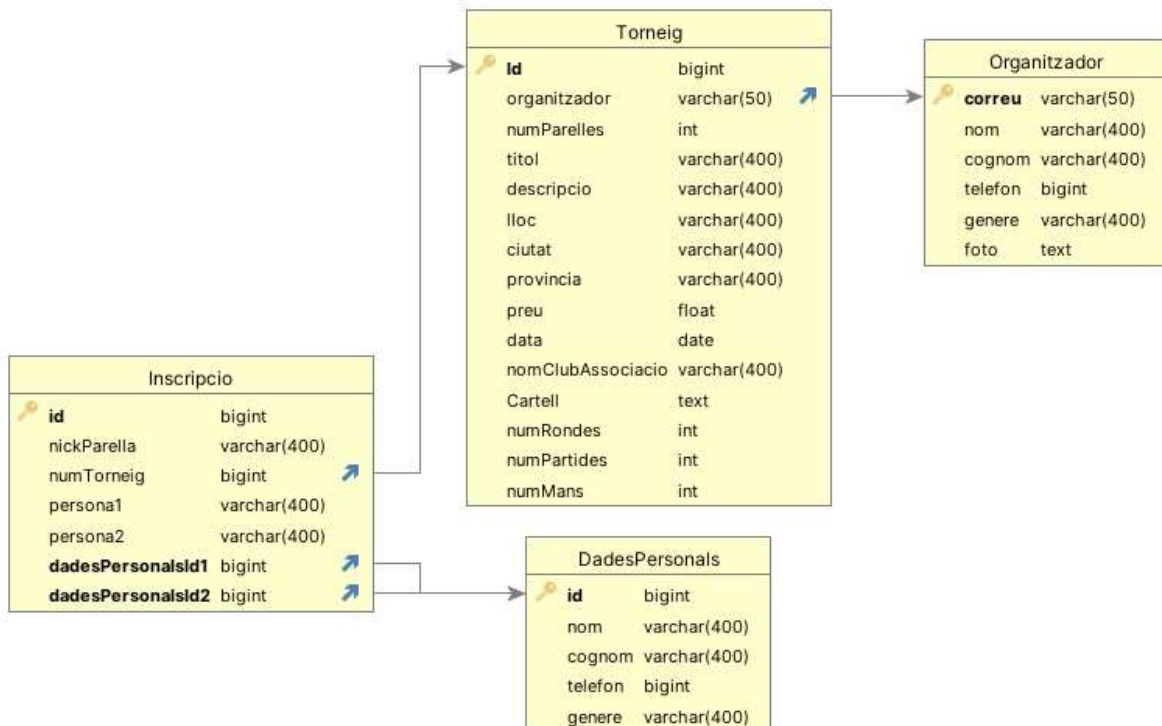 Torneig
Id bigint
organitzador varchar(50)
numParelles int
titol varchar(400)
descripcio varchar(400)
lloc varchar(400)
ciutat varchar(400)
provincia varchar(400)
preu float
data date
nomClubAssociacio varchar(400)
Cartell text
numRondes int
numPartides int
numMans int
Organitzador
correu varchar(50)
nom varchar(400)
cognom varchar(400)
telefon bigint
genere varchar(400)
foto text
Inscripcio
id bigint
nickParella varchar(400)
numTorneig bigint
persona1 varchar(400)
persona2 varchar(400)
dadesPersonalsId1 bigint
dadesPersonalsId2 bigint
DadesPersonals
id bigint
nom varchar(400)
cognom varchar(400)
telefon bigint
genere varchar(400)